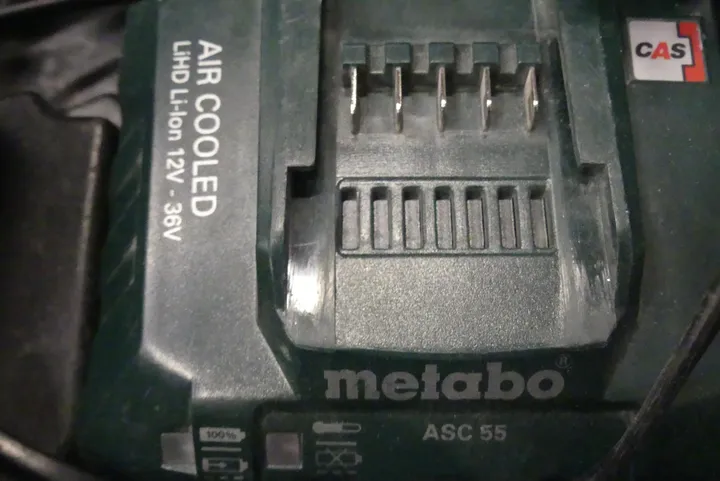 AIR COOLED
LiHD Li-Ion 12V - 36V
CAS
metabo®
ASC 55
100%